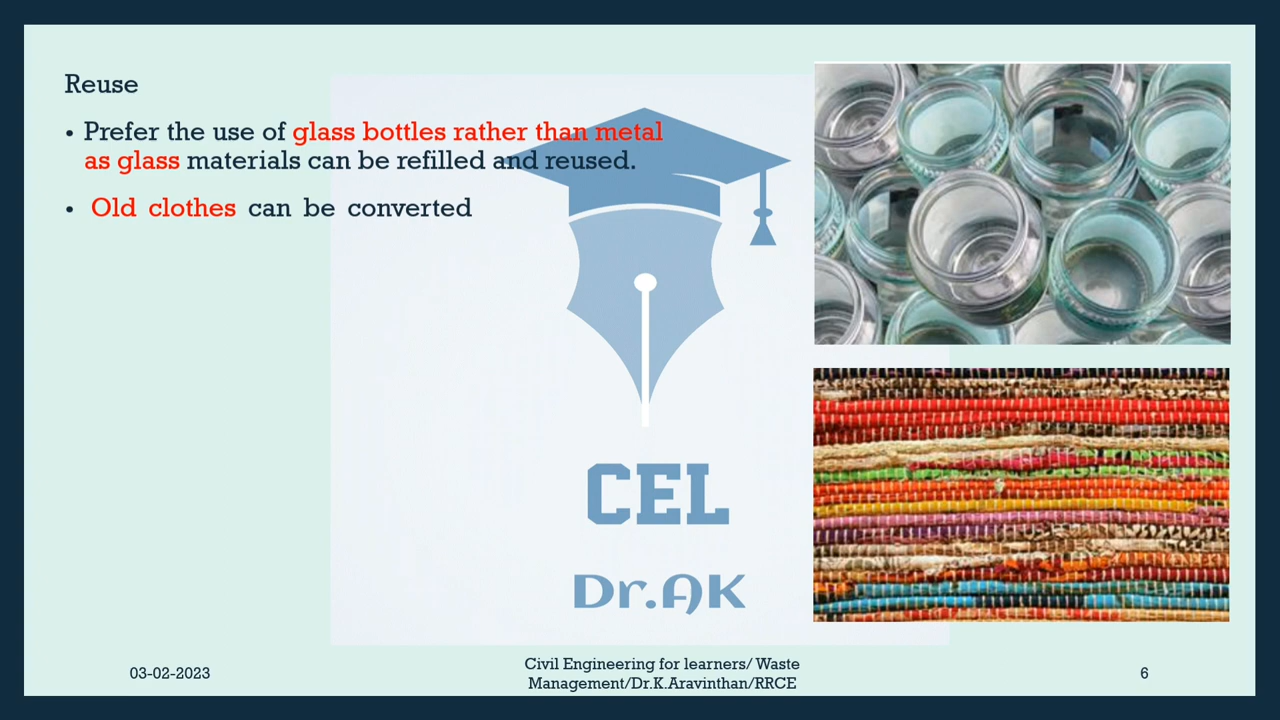 Reuse
• Prefer the use of glass bottles rather than metal
as glass materials can be refilled and reused.
• Old clothes can be converted
CEL
Dr.AK
03-02-2023
Civil Engineering for learners/ Waste
Management/Dr.K.Aravinthan/RRCE
6